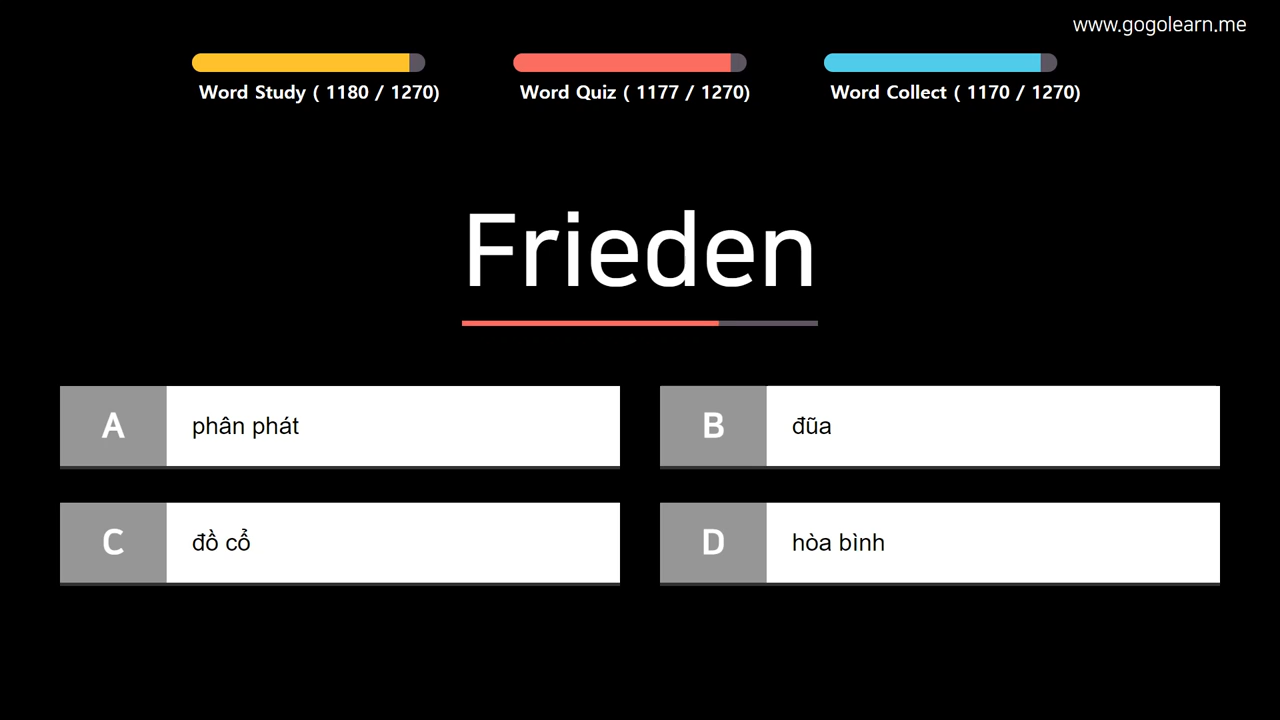 www.gogolearn.me
Word Study ( 1180 / 1270)
Word Quiz ( 1177 / 1270)
Word Collect ( 1170 / 1270)
Frieden
A phân phát
B đũa
C đồ cổ
D hòa bình